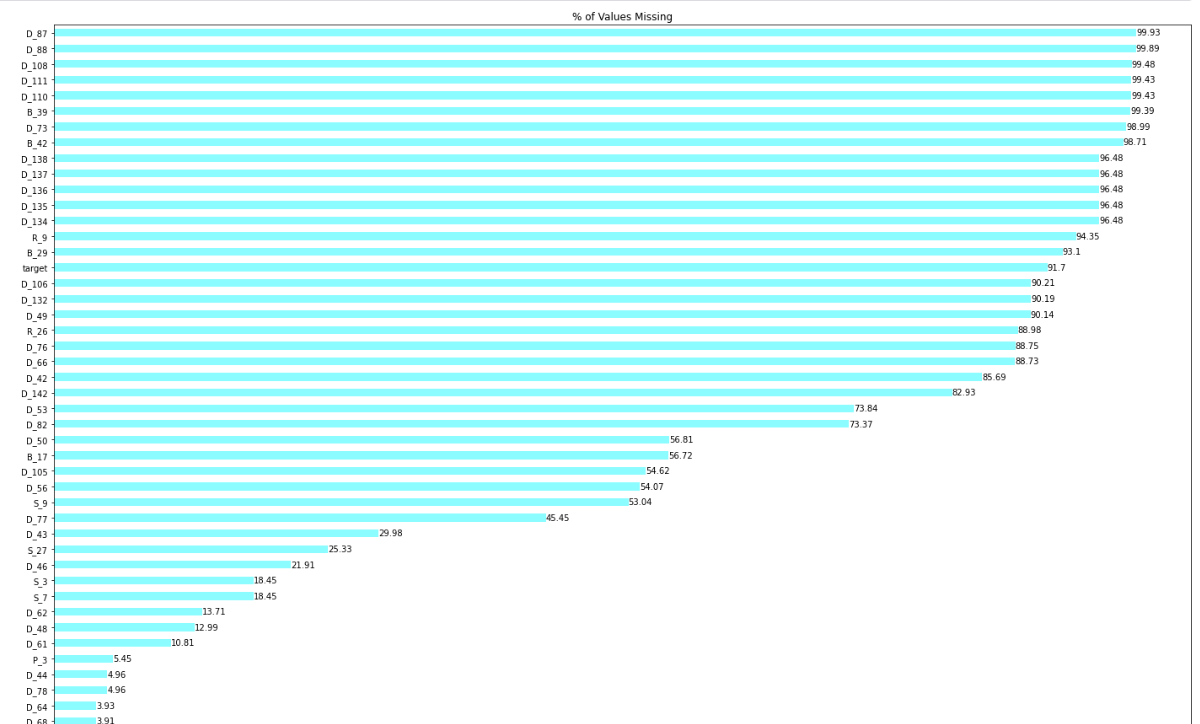 % of Values Missing
D_87 99.93
D_88 99.89
D_108 99.48
D_111 99.43
D_110 99.43
B_39 99.39
D_73 98.99
B_42 98.71
D_138 96.48
D_137 96.48
D_136 96.48
D_135 96.48
D_134 96.48
R_9 94.35
B_29 93.1
target 91.7
D_106 90.21
D_132 90.19
D_49 90.14
R_26 88.98
D_76 88.75
D_66 88.73
D_42 85.69
D_142 82.93
D_53 73.84
D_82 73.37
D_50 56.81
B_17 56.72
D_105 54.62
D_56 54.07
S_9 53.04
D_77 45.45
D_43 29.98
S_27 25.33
D_46 21.91
S_3 18.45
S_7 18.45
D_62 13.71
D_48 12.99
D_61 10.81
P_3 5.45
D_44 4.96
D_78 4.96
D_64 3.93
D_68 3.91